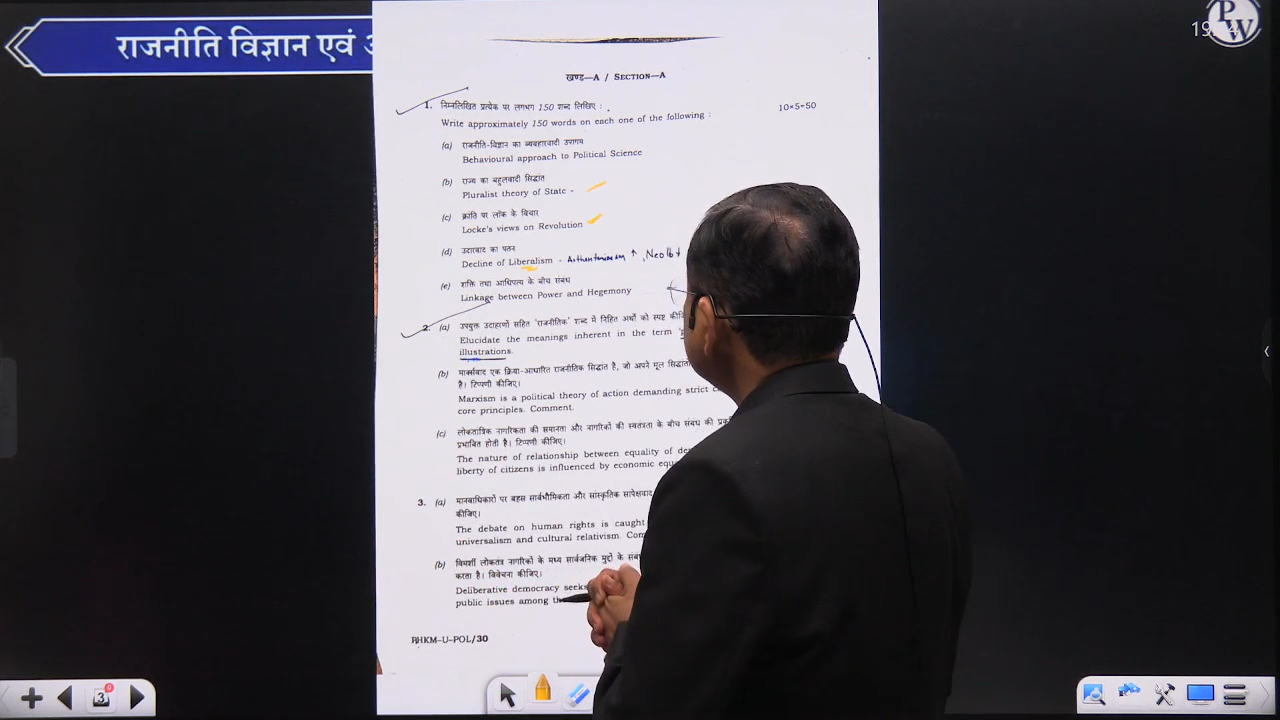 राजनीति विज्ञान एवं
PW
खण्ड—A / SECTION—A
1. निम्नलिखित प्रत्येक पर लगभग 150 शब्द लिखिए :
10×5=50
Write approximately 150 words on each one of the following :
(a) राजनीति-विज्ञान का व्यवहारवादी उपागम
Behavioural approach to Political Science
(b) राज्य का बहुलवादी सिद्धांत
Pluralist theory of State -
(c) क्रांति पर लॉक के विचार
Locke's views on Revolution
(d) उदारवाद का पतन
Decline of Liberalism - ↑, Neolib ↓
(e) शक्ति तथा आधिपत्य के बीच संबंध
Linkage between Power and Hegemony
2. (a) उपयुक्त उदाहरणों सहित 'राजनीतिक' शब्द में निहित अर्थों को स्पष्ट
Elucidate the meanings inherent in the term
illustrations.
(b) मार्क्सवाद एक क्रिया-आधारित राजनीतिक सिद्धांत है, जो अपने मूल
है। टिप्पणी कीजिए।
Marxism is a political theory of action demanding strict
core principles. Comment.
(c) लोकतांत्रिक नागरिकता की समानता और नागरिकों की स्वतंत्रता के बीच संबंध की
प्रभावित होती है। टिप्पणी कीजिए।
The nature of relationship between equality of
liberty of citizens is influenced by economic
3. (a) मानवाधिकारों पर बहस सार्वभौमिकता और सांस्कृतिक सापेक्षवाद
कीजिए।
The debate on human rights is caught
universalism and cultural relativism.
(b) विमर्शी लोकतंत्र नागरिकों के मध्य सार्वजनिक मुद्दों के
करता है। विवेचना कीजिए।
Deliberative democracy seeks
public issues among
RHKM-U-POL/30
3